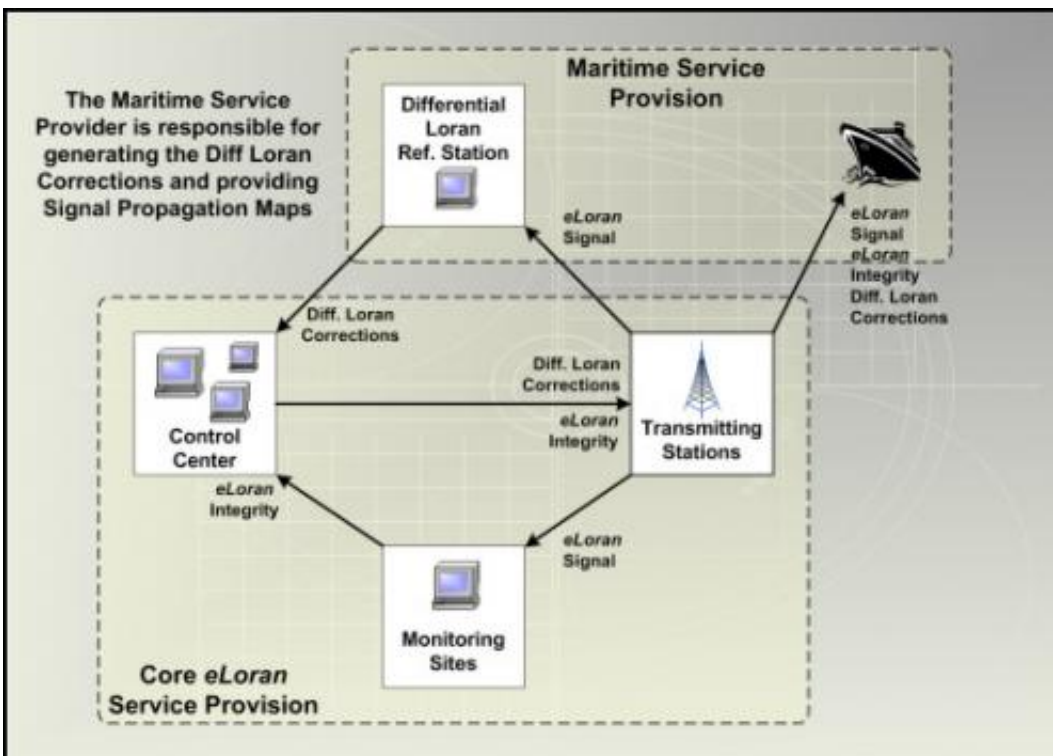 Maritime Service
Provision
The Maritime Service
Provider is responsible for
generating the Diff Loran
Corrections and providing
Signal Propagation Maps
Differential
Loran
Ref. Station
eLoran
Signal
eLoran
Signal
eLoran
Integrity
Diff. Loran
Corrections
Diff. Loran
Corrections
Diff. Loran
Corrections
eLoran
Integrity
Control
Center
Transmitting
Stations
eLoran
Integrity
eLoran
Signal
Monitoring
Sites
Core eLoran
Service Provision